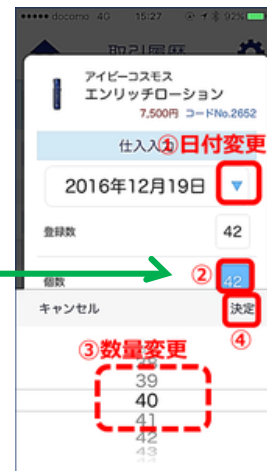 docomo 4G 15:27 92%
取引履歴
アイピーコスモス
エンリッチローション
7,500円 コードNo.2652
仕入入
①日付変更
2016年12月19日 ▼
登録数 42
個数 ② 42
キャンセル 決定
④
③数量変更
39
40
41
42
43